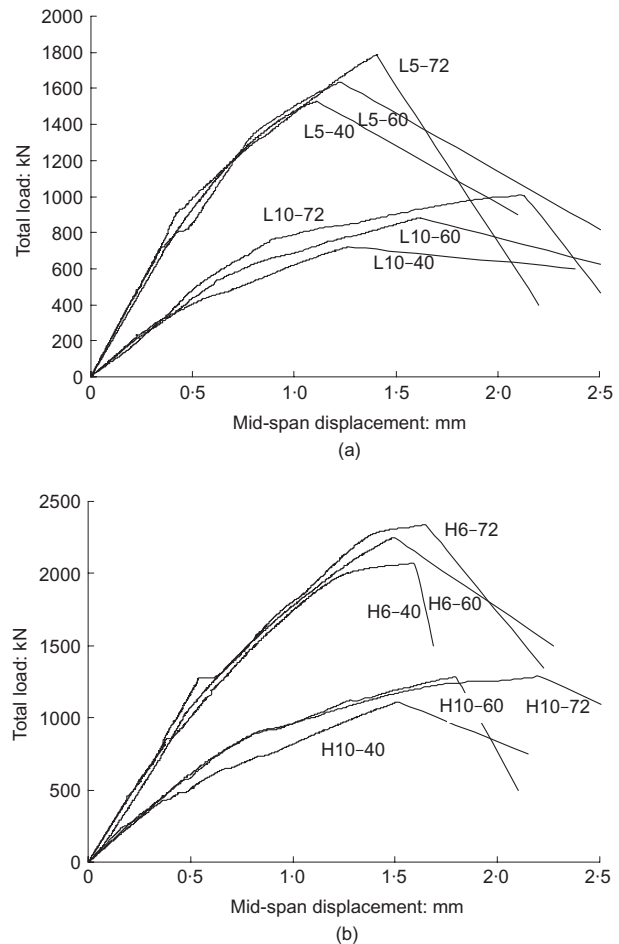 2000
1800
1600
1400
1200
1000
800
600
400
200
0
Total load: kN
L5–72
L5–60
L5–40
L10–72
L10–60
L10–40
0 0·5 1·0 1·5 2·0 2·5
Mid-span displacement: mm
(a)
2500
2000
1500
1000
500
0
Total load: kN
H6–72
H6–40 H6–60
H10–60
H10–72
H10–40
0 0·5 1·0 1·5 2·0 2·5
Mid-span displacement: mm
(b)